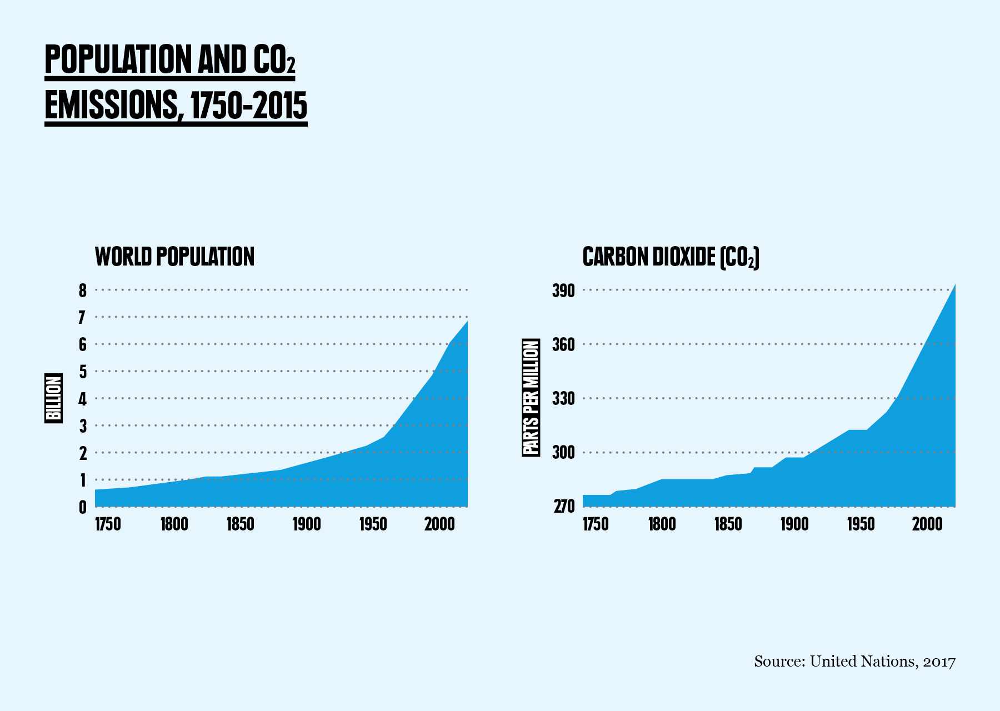 POPULATION AND CO₂
EMISSIONS, 1750-2015
WORLD POPULATION
BILLION
8
7
6
5
4
3
2
1
0
1750 1800 1850 1900 1950 2000
CARBON DIOXIDE (CO₂)
PARTS PER MILLION
390
360
330
300
270
1750 1800 1850 1900 1950 2000
Source: United Nations, 2017